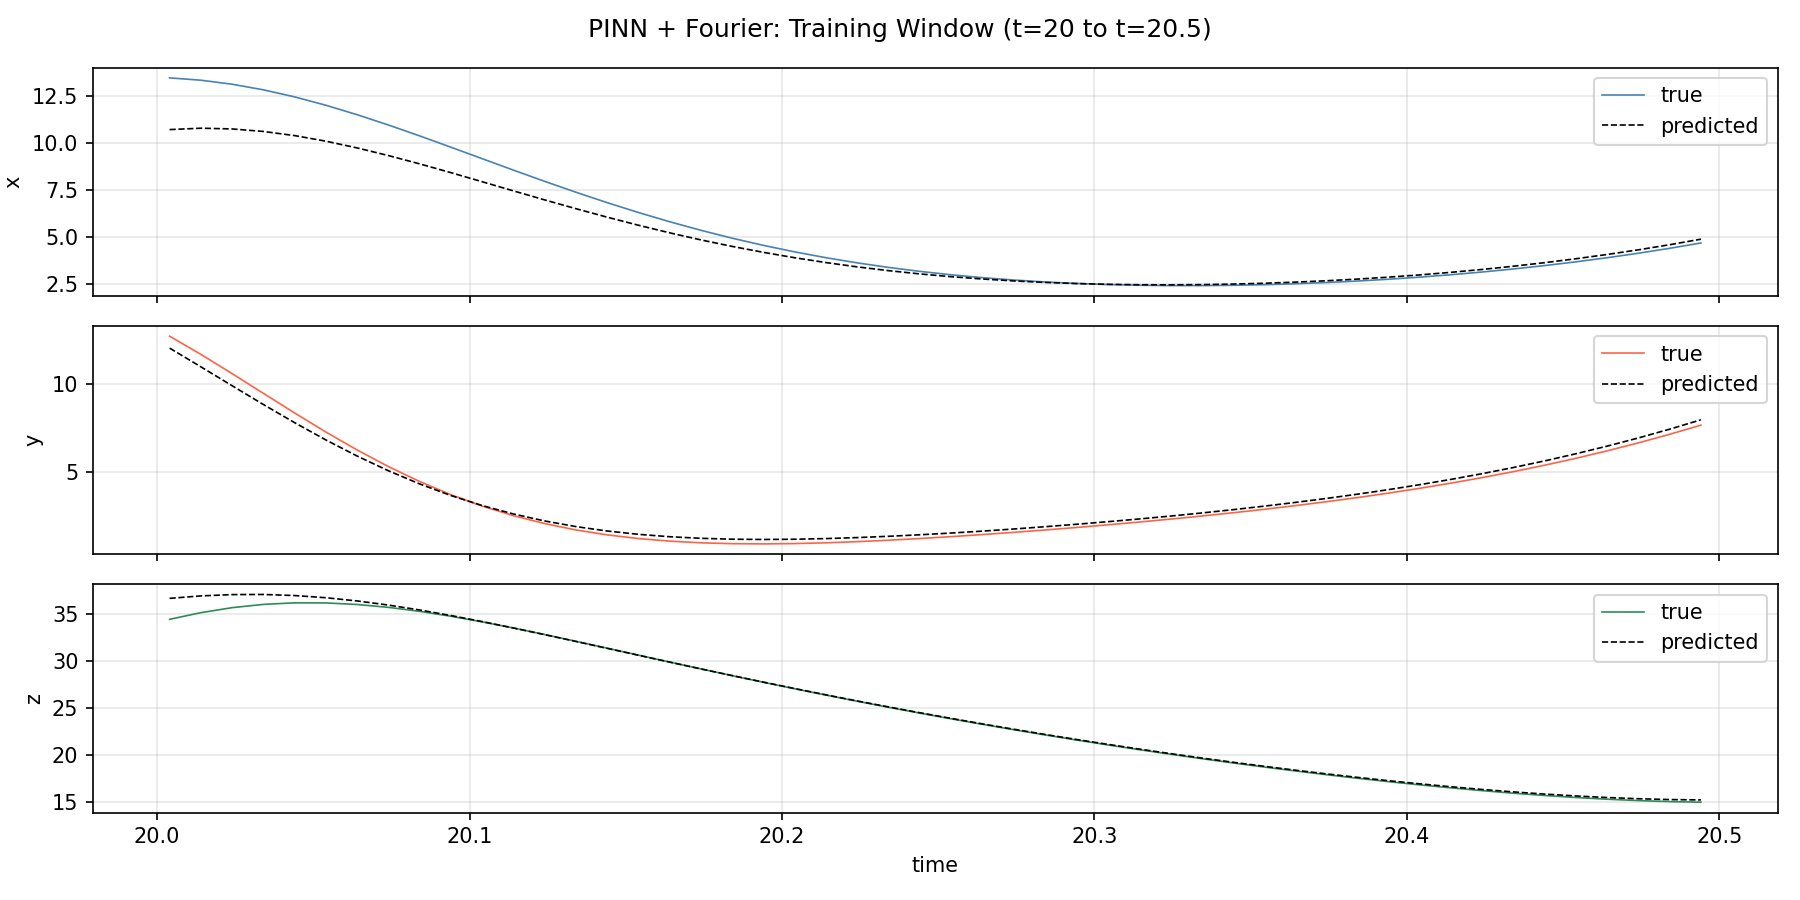 PINN + Fourier: Training Window (t=20 to t=20.5)
12.5
10.0
7.5
5.0
2.5
x
true
predicted
10
5
y
true
predicted
35
30
25
20
15
z
true
predicted
20.0 20.1 20.2 20.3 20.4 20.5
time